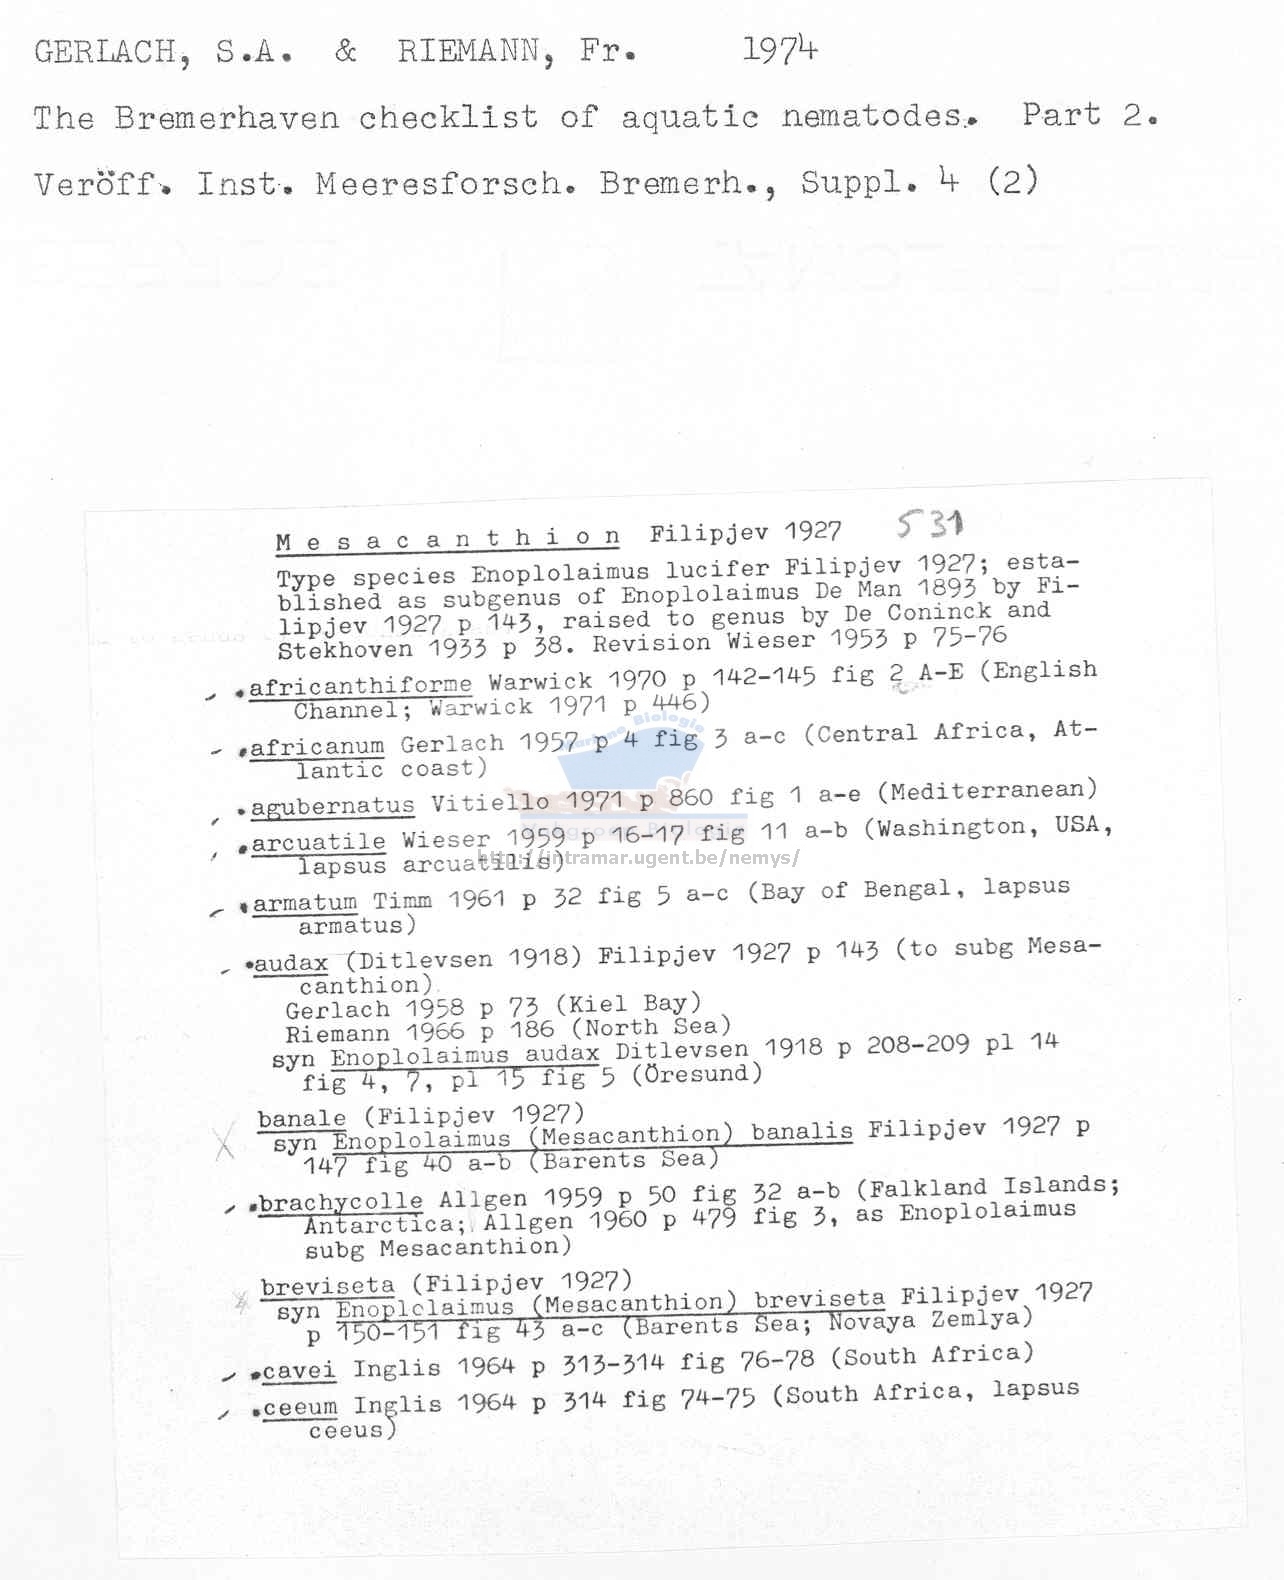 GERLACH, S.A. & RIEMANN, Fr. 1974
The Bremerhaven checklist of aquatic nematodes. Part 2.
Veröff. Inst. Meeresforsch. Bremerh., Suppl. 4 (2)
Mesacanthion Filipjev 1927 531
Type species Enoplolaimus lucifer Filipjev 1927; esta-
blished as subgenus of Enoplolaimus De Man 1893 by Fi-
lipjev 1927 p 143, raised to genus by De Coninck and
Stekhoven 1933 p 38. Revision Wieser 1953 p 75-76
africanthiforme Warwick 1970 p 142-145 fig 2 A-E (English
Channel; Warwick 1971 p 446)
africanum Gerlach 1957 p 4 fig 3 a-c (Central Africa, At-
lantic coast)
agubernatus Vitiello 1971 p 860 fig 1 a-e (Mediterranean)
arcuatile Wieser 1959 p 16-17 fig 11 a-b (Washington, USA,
lapsus arcuatilis)
http://intramar.ugent.be/nemys/
armatum Timm 1961 p 32 fig 5 a-c (Bay of Bengal, lapsus
armatus)
audax (Ditlevsen 1918) Filipjev 1927 p 143 (to subg Mesa-
canthion)
Gerlach 1958 p 73 (Kiel Bay)
Riemann 1966 p 186 (North Sea)
syn Enoplolaimus audax Ditlevsen 1918 p 208-209 pl 14
fig 4, 7, pl 15 fig 5 (Öresund)
banale (Filipjev 1927)
syn Enoplolaimus (Mesacanthion) banalis Filipjev 1927 p
147 fig 40 a-b (Barents Sea)
brachycolle Allgen 1959 p 50 fig 32 a-b (Falkland Islands;
Antarctica; Allgen 1960 p 479 fig 3, as Enoplolaimus
subg Mesacanthion)
breviseta (Filipjev 1927)
syn Enoplolaimus (Mesacanthion) breviseta Filipjev 1927
p 150-151 fig 43 a-c (Barents Sea; Novaya Zemlya)
cavei Inglis 1964 p 313-314 fig 76-78 (South Africa)
ceeum Inglis 1964 p 314 fig 74-75 (South Africa, lapsus
ceeus)